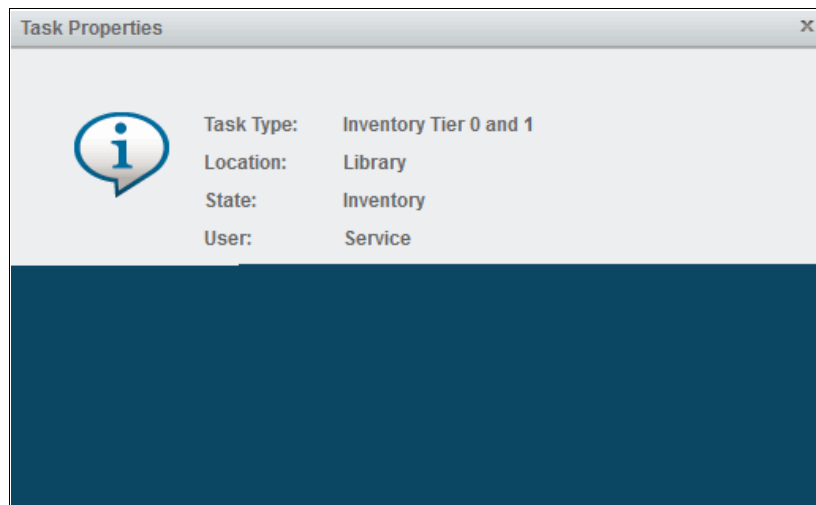 Task Properties x
Task Type: Inventory Tier 0 and 1
Location: Library
State: Inventory
User: Service